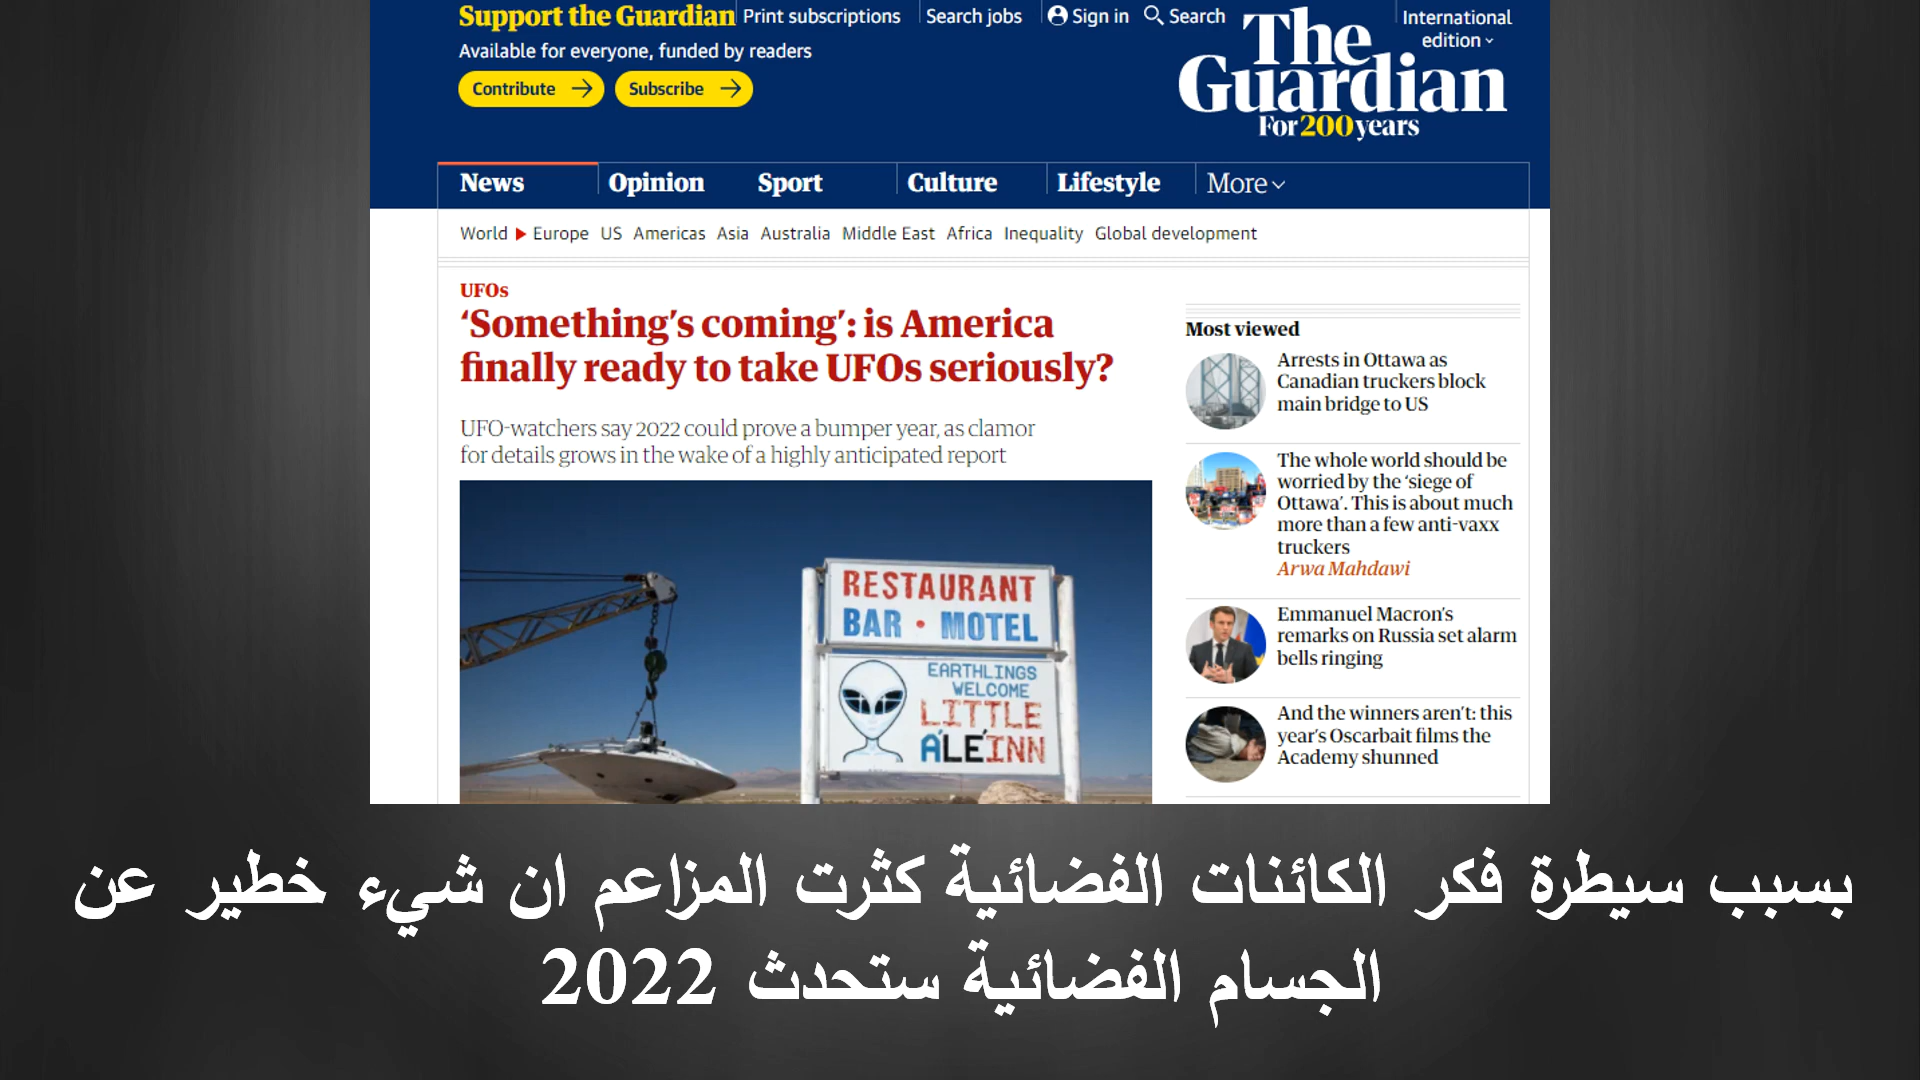 Support the Guardian
Available for everyone, funded by readers
Contribute →
Subscribe →
Print subscriptions
Search jobs
Sign in
Search
International
edition
The
Guardian
For 200 years
News
Opinion
Sport
Culture
Lifestyle
More
World ▶ Europe US Americas Asia Australia Middle East Africa Inequality Global development
UFOs
‘Something’s coming’: is America
finally ready to take UFOs seriously?
UFO-watchers say 2022 could prove a bumper year, as clamor
for details grows in the wake of a highly anticipated report
RESTAURANT
BAR • MOTEL
EARTHLINGS
WELCOME
LITTLE
A'LE'INN
Most viewed
Arrests in Ottawa as
Canadian truckers block
main bridge to US
The whole world should be
worried by the ‘siege of
Ottawa’. This is about much
more than a few anti-vaxx
truckers
Arwa Mahdawi
Emmanuel Macron’s
remarks on Russia set alarm
bells ringing
And the winners aren’t: this
year’s Oscarbait films the
Academy shunned
بسبب سيطرة فكر الكائنات الفضائية كثرت المزاعم ان شيء خطير عن
الجسام الفضائية ستحدث 2022